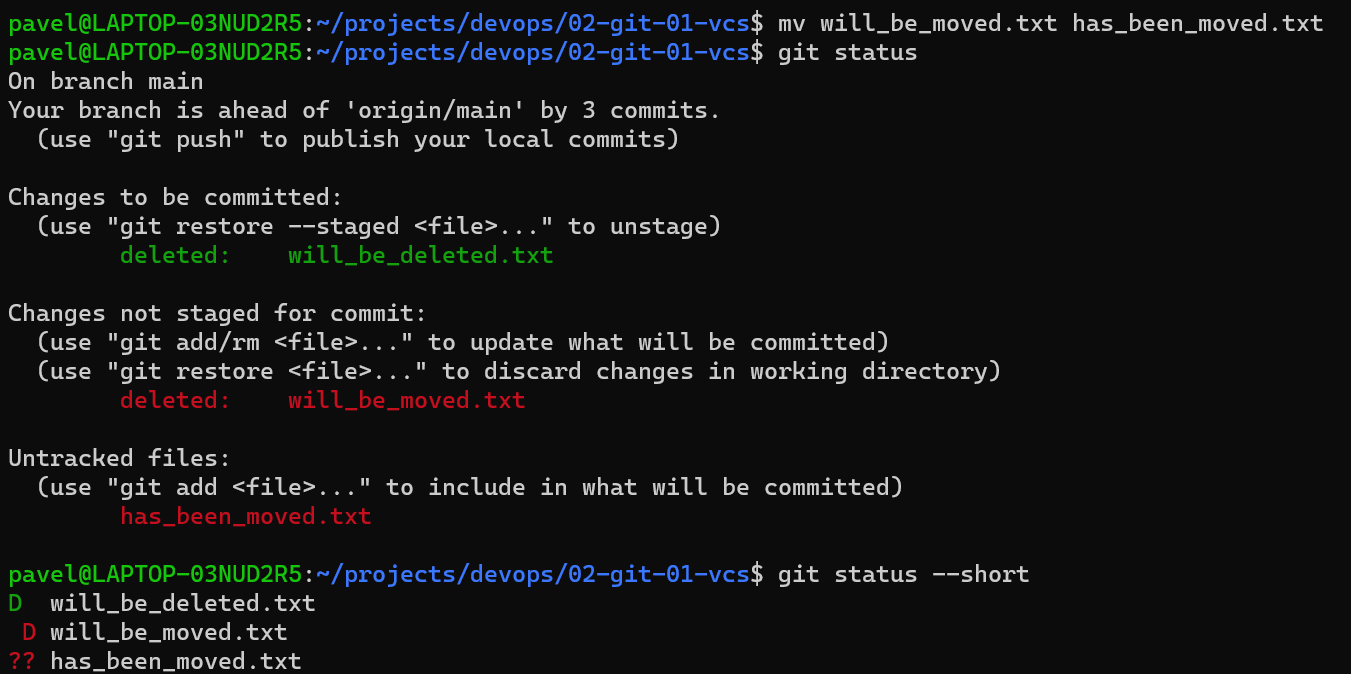 pavel@LAPTOP-03NUD2R5:~/projects/devops/02-git-01-vcs$ mv will_be_moved.txt has_been_moved.txt
pavel@LAPTOP-03NUD2R5:~/projects/devops/02-git-01-vcs$ git status
On branch main
Your branch is ahead of 'origin/main' by 3 commits.
  (use "git push" to publish your local commits)

Changes to be committed:
  (use "git restore --staged <file>..." to unstage)
        deleted:    will_be_deleted.txt

Changes not staged for commit:
  (use "git add/rm <file>..." to update what will be committed)
  (use "git restore <file>..." to discard changes in working directory)
        deleted:    will_be_moved.txt

Untracked files:
  (use "git add <file>..." to include in what will be committed)
        has_been_moved.txt

pavel@LAPTOP-03NUD2R5:~/projects/devops/02-git-01-vcs$ git status --short
D  will_be_deleted.txt
 D will_be_moved.txt
?? has_been_moved.txt